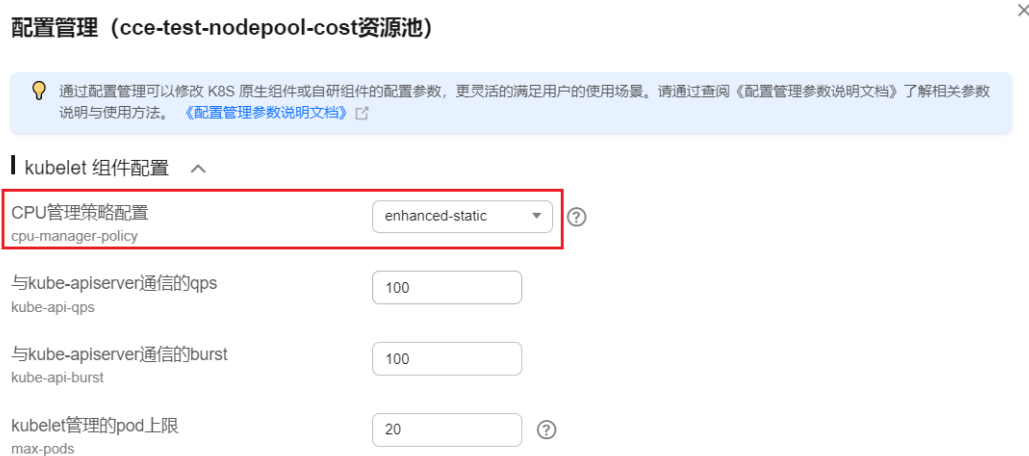 配置管理（cce-test-nodepool-cost资源池）
通过配置管理可以修改 K8S 原生组件或自研组件的配置参数，更灵活的满足用户的使用场景。请通过查阅《配置管理参数说明文档》了解相关参数
说明与使用方法。 《配置管理参数说明文档》
kubelet 组件配置
CPU管理策略配置
enhanced-static
cpu-manager-policy
与kube-apiserver通信的qps
100
kube-api-qps
与kube-apiserver通信的burst
100
kube-api-burst
kubelet管理的pod上限
20
max-pods